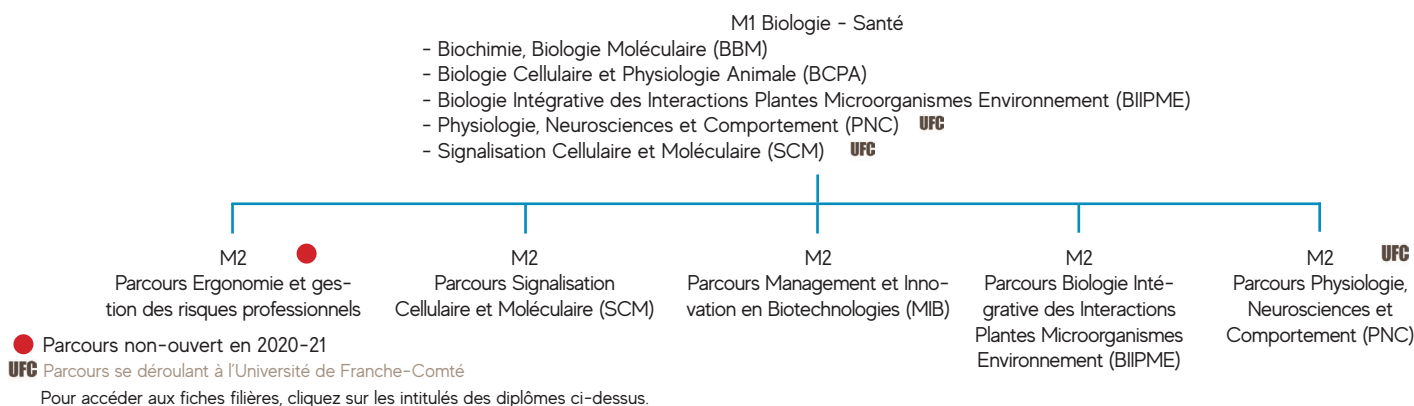 M1 Biologie - Santé
- Biochimie, Biologie Moléculaire (BBM)
- Biologie Cellulaire et Physiologie Animale (BCPA)
- Biologie Intégrative des Interactions Plantes Microorganismes Environnement (BIIPME)
- Physiologie, Neurosciences et Comportement (PNC) UFC
- Signalisation Cellulaire et Moléculaire (SCM) UFC
M2
Parcours Ergonomie et ges-
tion des risques professionnels
M2
Parcours Signalisation
Cellulaire et Moléculaire (SCM)
M2
Parcours Management et Inno-
vation en Biotechnologies (MIB)
M2
Parcours Biologie Inté-
grative des Interactions
Plantes Microorganismes
Environnement (BIIPME)
M2 UFC
Parcours Physiologie,
Neurosciences et
Comportement (PNC)
Parcours non-ouvert en 2020-21
UFC Parcours se déroulant à l'Université de Franche-Comté
Pour accéder aux fiches filières, cliquez sur les intitulés des diplômes ci-dessus.